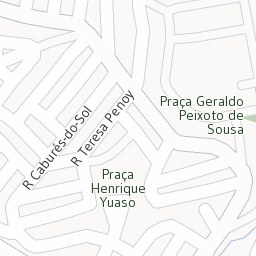 R Caburés-do-Sol
R Teresa Penoy
Praça Geraldo
Peixoto de
Sousa
Praça
Henrique
Yuaso